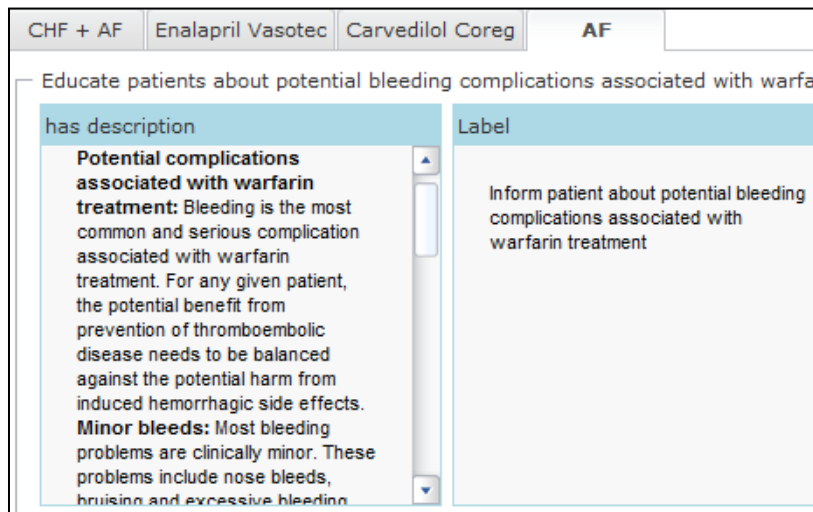 CHF + AF
Enalapril Vasotec
Carvedilol Coreg
AF
Educate patients about potential bleeding complications associated with
has description
Potential complications
associated with warfarin
treatment: Bleeding is the most
common and serious complication
associated with warfarin
treatment. For any given patient,
the potential benefit from
prevention of thromboembolic
disease needs to be balanced
against the potential harm from
induced hemorrhagic side effects.
Minor bleeds: Most bleeding
problems are clinically minor. These
problems include nose bleeds,
bruising and excessive bleeding
Label
Inform patient about potential bleeding
complications associated with
warfarin treatment